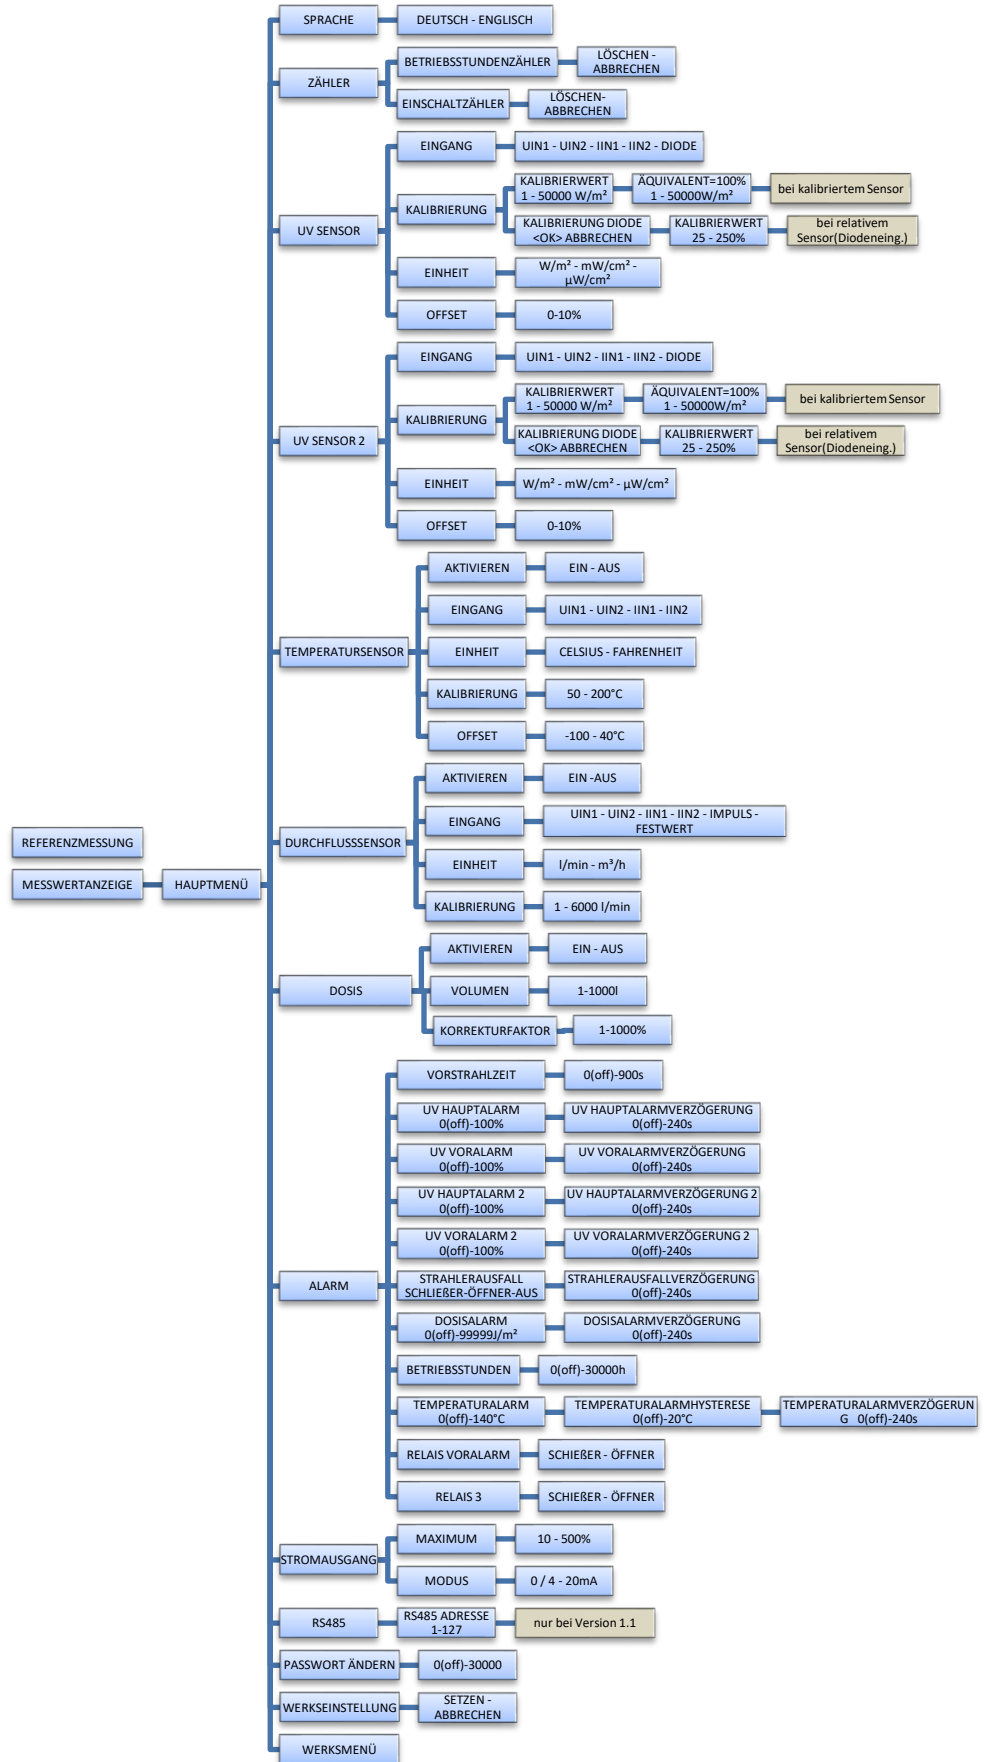 SPRACHE
DEUTSCH - ENGLISCH
ZÄHLER
BETRIEBSSTUNDENZÄHLER
LÖSCHEN -
ABBRECHEN
EINSCHALTZÄHLER
LÖSCHEN-
ABBRECHEN
UV SENSOR
EINGANG
UIN1 - UIN2 - IIN1 - IIN2 - DIODE
KALIBRIERUNG
KALIBRIERWERT
1 - 50000 W/m²
ÄQUIVALENT=100%
1 - 50000W/m²
bei kalibriertem Sensor
KALIBRIERUNG DIODE
<OK> ABBRECHEN
KALIBRIERWERT
25 - 250%
bei relativem
Sensor(Diodeneing.)
EINHEIT
W/m² - mW/cm² -
µW/cm²
OFFSET
0-10%
UV SENSOR 2
EINGANG
UIN1 - UIN2 - IIN1 - IIN2 - DIODE
KALIBRIERUNG
KALIBRIERWERT
1 - 50000 W/m²
ÄQUIVALENT=100%
1 - 50000W/m²
bei kalibriertem Sensor
KALIBRIERUNG DIODE
<OK> ABBRECHEN
KALIBRIERWERT
25 - 250%
bei relativem
Sensor(Diodeneing.)
EINHEIT
W/m² - mW/cm² - µW/cm²
OFFSET
0-10%
TEMPERATURSENSOR
AKTIVIEREN
EIN - AUS
EINGANG
UIN1 - UIN2 - IIN1 - IIN2
EINHEIT
CELSIUS - FAHRENHEIT
KALIBRIERUNG
50 - 200°C
OFFSET
-100 - 40°C
REFERENZMESSUNG
MESSWERTANZEIGE
HAUPTMENÜ
DURCHFLUSSSENSOR
AKTIVIEREN
EIN -AUS
EINGANG
UIN1 - UIN2 - IIN1 - IIN2 - IMPULS -
FESTWERT
EINHEIT
l/min - m³/h
KALIBRIERUNG
1 - 6000 l/min
DOSIS
AKTIVIEREN
EIN - AUS
VOLUMEN
1-1000l
KORREKTURFAKTOR
1-1000%
ALARM
VORSTRAHLZEIT
0(off)-900s
UV HAUPTALARM
0(off)-100%
UV HAUPTALARMVERZÖGERUNG
0(off)-240s
UV VORALARM
0(off)-100%
UV VORALARMVERZÖGERUNG
0(off)-240s
UV HAUPTALARM 2
0(off)-100%
UV HAUPTALARMVERZÖGERUNG 2
0(off)-240s
UV VORALARM 2
0(off)-100%
UV VORALARMVERZÖGERUNG 2
0(off)-240s
STRAHLERAUSFALL
SCHLIEßER-ÖFFNER-AUS
STRAHLERAUSFALLVERZÖGERUNG
0(off)-240s
DOSISALARM
0(off)-99999J/m²
DOSISALARMVERZÖGERUNG
0(off)-240s
BETRIEBSSTUNDEN
0(off)-30000h
TEMPERATURALARM
0(off)-140°C
TEMPERATURALARMHYSTERESE
0(off)-20°C
TEMPERATURALARMVERZÖGERUN
G 0(off)-240s
RELAIS VORALARM
SCHIEßER - ÖFFNER
RELAIS 3
SCHIEßER - ÖFFNER
STROMAUSGANG
MAXIMUM
10 - 500%
MODUS
0 / 4 - 20mA
RS485
RS485 ADRESSE
1-127
nur bei Version 1.1
PASSWORT ÄNDERN
0(off)-30000
WERKSEINSTELLUNG
SETZEN -
ABBRECHEN
WERKSMENÜ